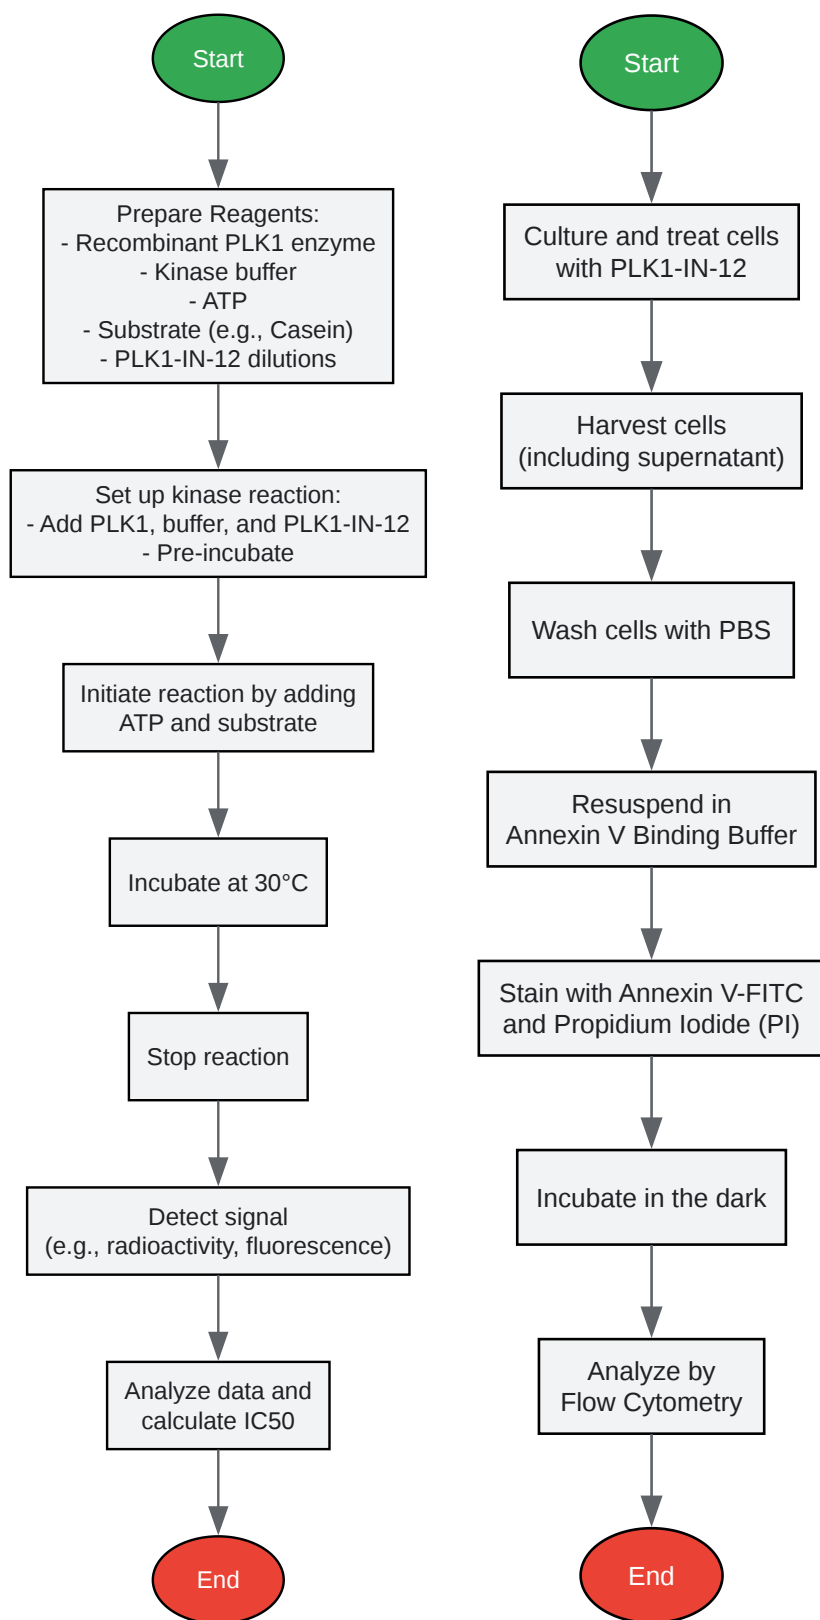 Start
Prepare Reagents:
- Recombinant PLK1 enzyme
- Kinase buffer
- ATP
- Substrate (e.g., Casein)
- PLK1-IN-12 dilutions
Set up kinase reaction:
- Add PLK1, buffer, and PLK1-IN-12
- Pre-incubate
Initiate reaction by adding
ATP and substrate
Incubate at 30°C
Stop reaction
Detect signal
(e.g., radioactivity, fluorescence)
Analyze data and
calculate IC50
End
Start
Culture and treat cells
with PLK1-IN-12
Harvest cells
(including supernatant)
Wash cells with PBS
Resuspend in
Annexin V Binding Buffer
Stain with Annexin V-FITC
and Propidium Iodide (PI)
Incubate in the dark
Analyze by
Flow Cytometry
End